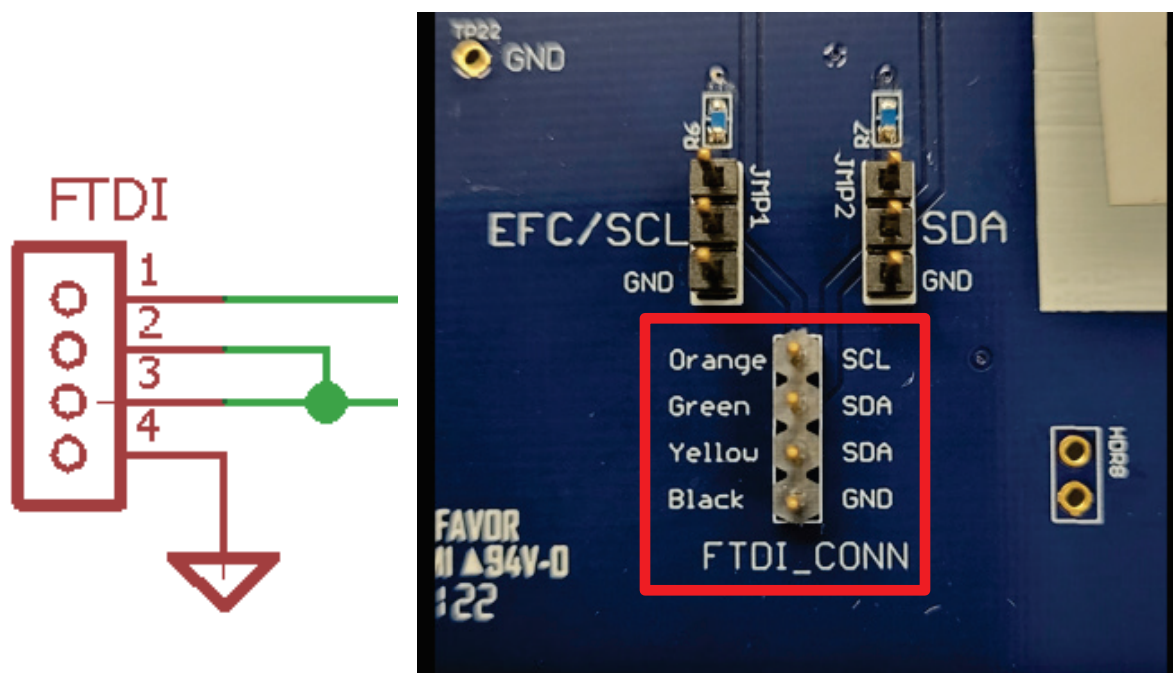 FTDI
1
2
3
4
TP22
GND
R6
R7
JMP1
JMP2
EFC/SCL
SDA
GND
GND
Orange SCL
Green SDA
Yellow SDA
Black GND
FTDI_CONN
HDR8
FAVOR
94V-0
22